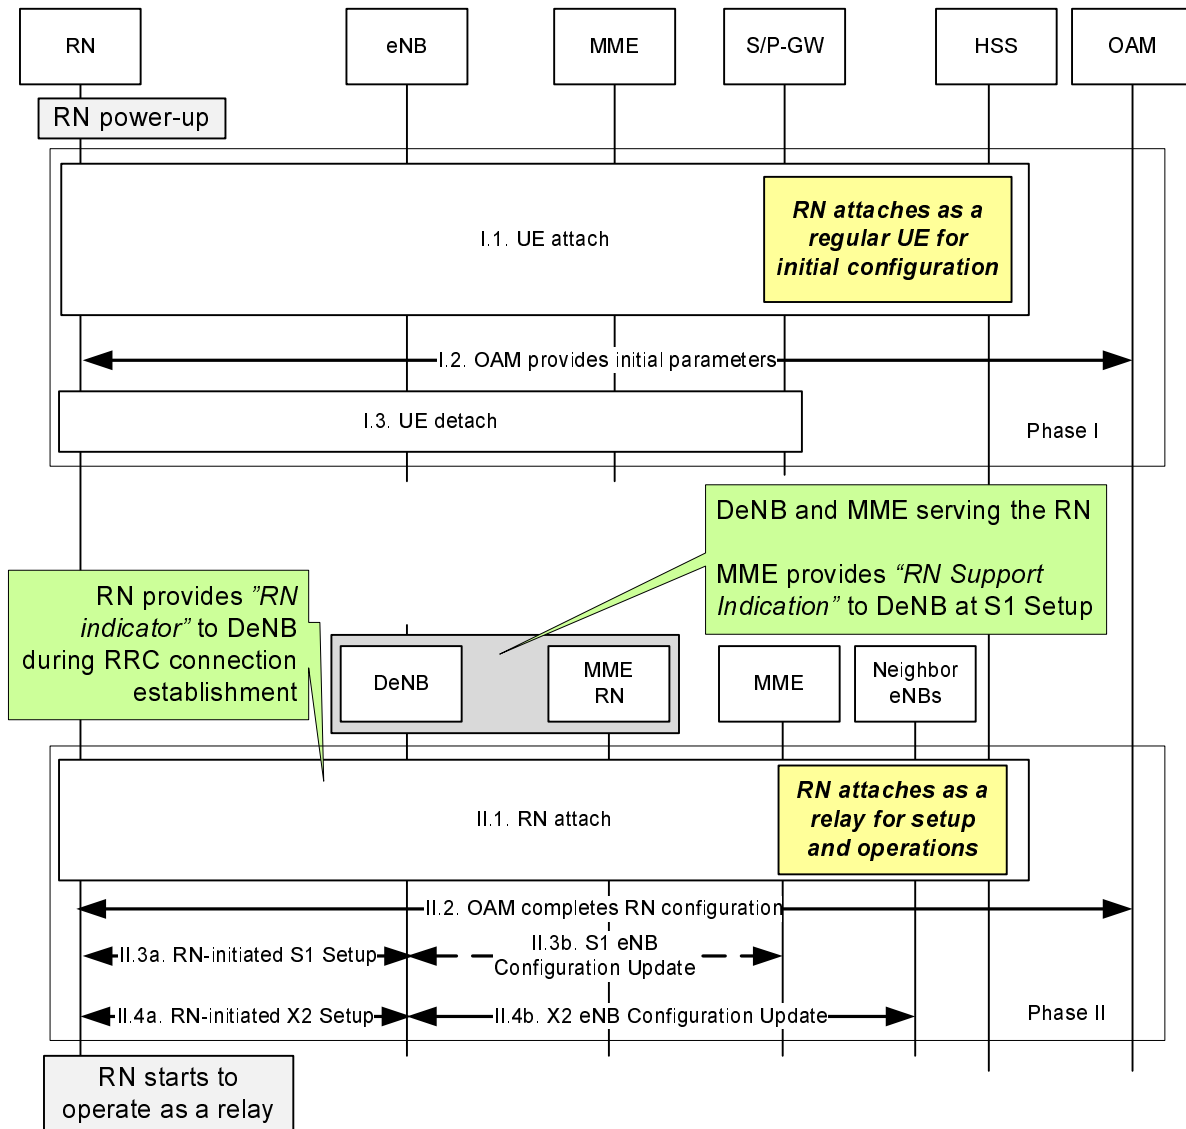 RN
eNB
MME
S/P-GW
HSS
OAM
RN power-up
I.1. UE attach
RN attaches as a
regular UE for
initial configuration
I.2. OAM provides initial parameters
I.3. UE detach
Phase I
DeNB and MME serving the RN
MME provides “RN Support
Indication” to DeNB at S1 Setup
RN provides ”RN
indicator” to DeNB
during RRC connection
establishment
DeNB
MME
RN
MME
Neighbor
eNBs
II.1. RN attach
RN attaches as a
relay for setup
and operations
II.2. OAM completes RN configuration
II.3a. RN-initiated S1 Setup
II.3b. S1 eNB
Configuration Update
II.4a. RN-initiated X2 Setup
II.4b. X2 eNB Configuration Update
Phase II
RN starts to
operate as a relay